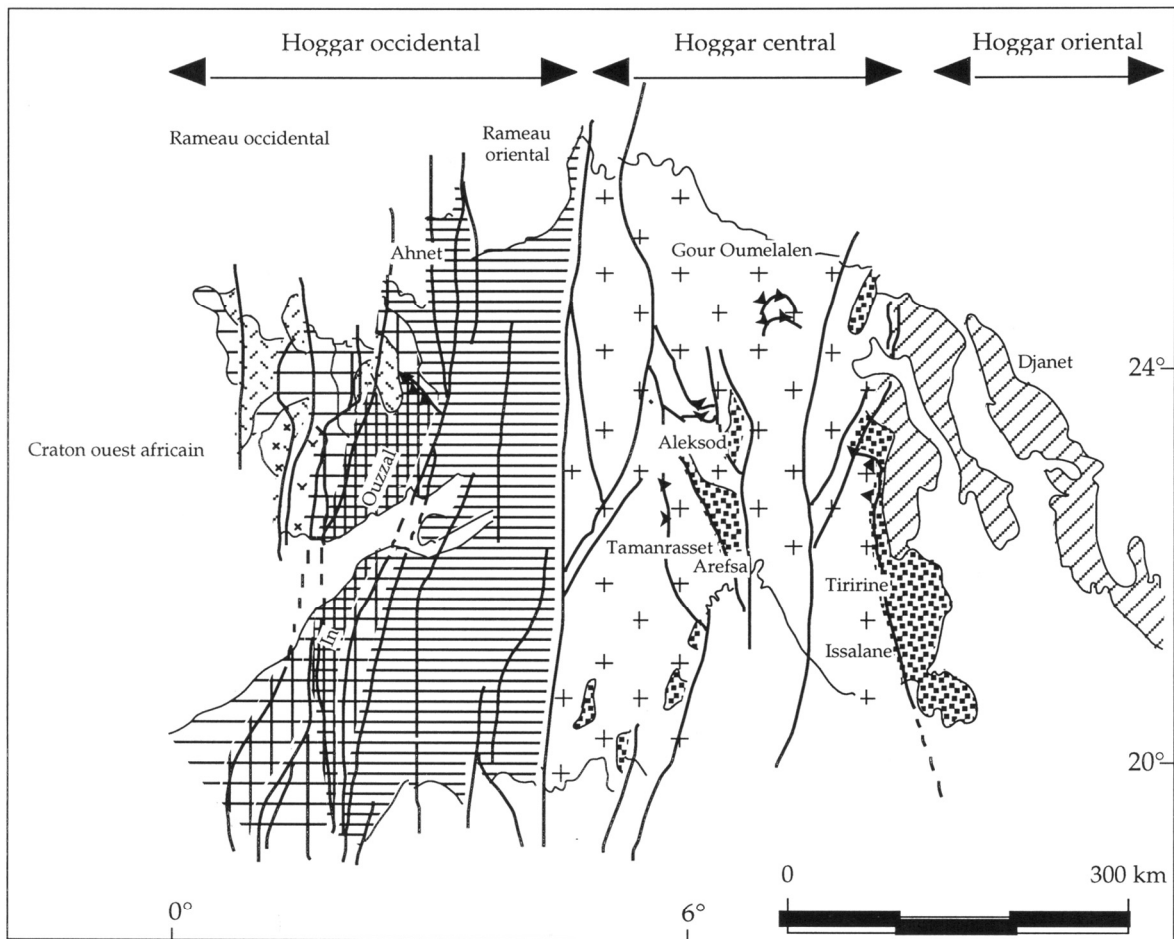 Hoggar occidental
Hoggar central
Hoggar oriental
Rameau occidental
Rameau
oriental
Ahnet
Gour Oumelalen
Djanet
24°
Craton ouest africain
Aleksod
Ouzzal
Tamanrasset
Arefsa
Tiririne
In
Issalane
20°
0
300 km
0°
6°